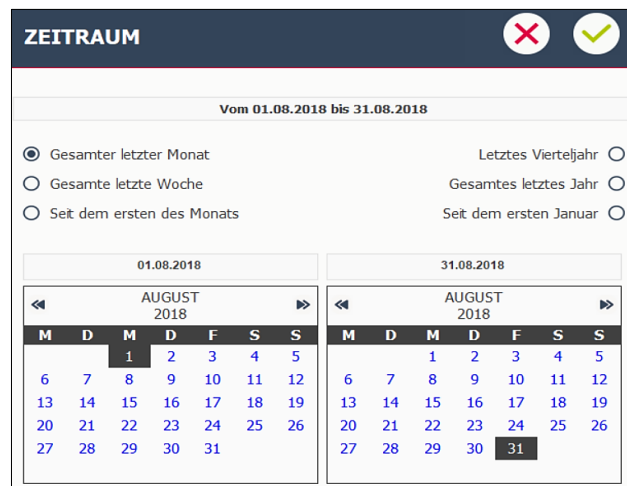 ZEITRAUM
Vom 01.08.2018 bis 31.08.2018
Gesamter letzter Monat
Letztes Vierteljahr
Gesamte letzte Woche
Gesamtes letztes Jahr
Seit dem ersten des Monats
Seit dem ersten Januar
01.08.2018
AUGUST
2018
M D M D F S S
1 2 3 4 5
6 7 8 9 10 11 12
13 14 15 16 17 18 19
20 21 22 23 24 25 26
27 28 29 30 31
31.08.2018
AUGUST
2018
M D M D F S S
1 2 3 4 5
6 7 8 9 10 11 12
13 14 15 16 17 18 19
20 21 22 23 24 25 26
27 28 29 30 31